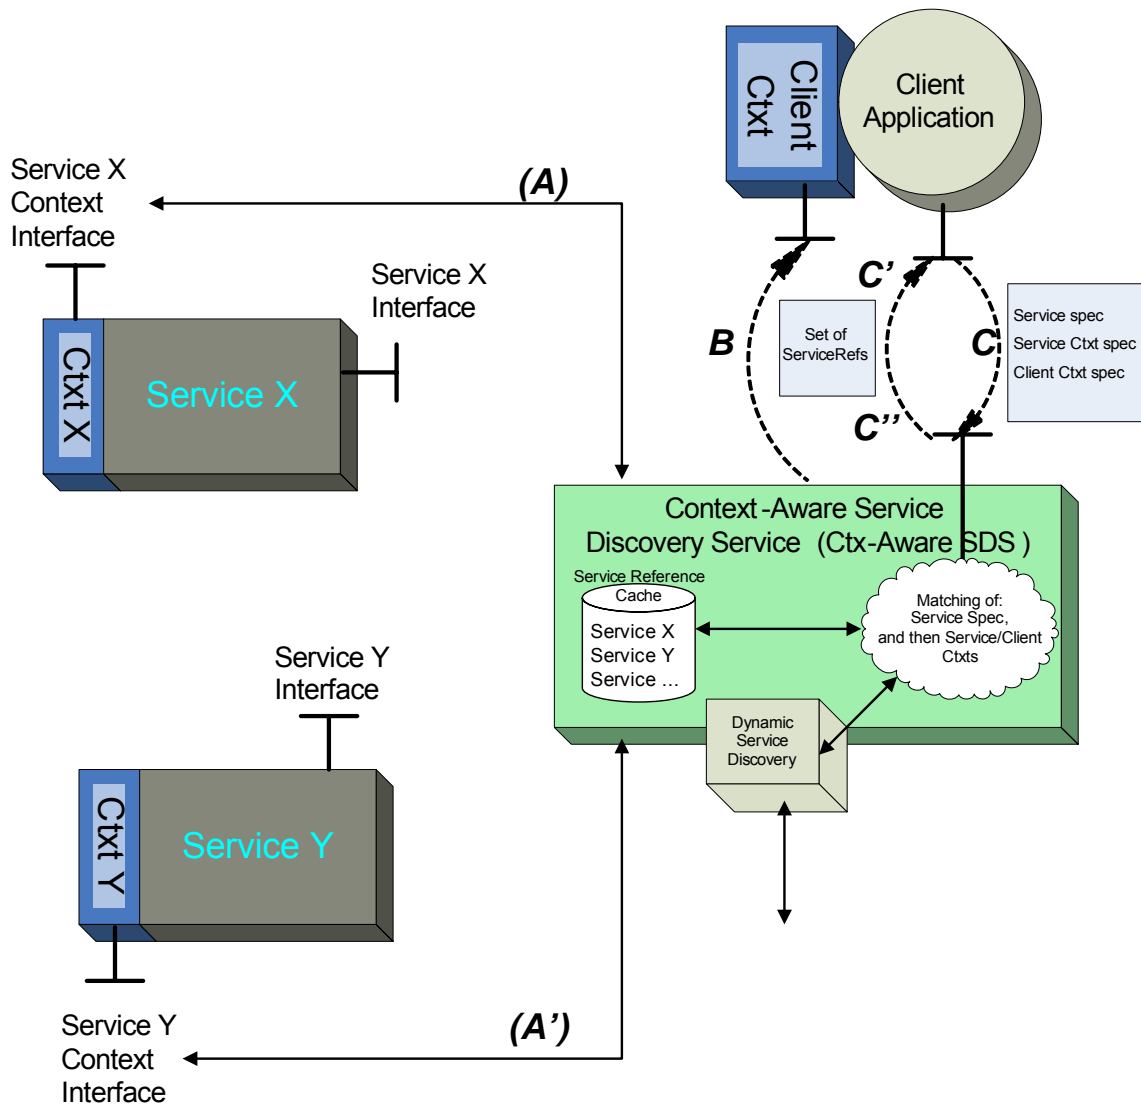 Client
Ctxt
Client
Application
Service X
Context
Interface
(A)
Service X
Interface
Ctxt X
Service X
B
Set of
ServiceRefs
C'
C
C''
Service spec
Service Ctxt spec
Client Ctxt spec
Context-Aware Service
Discovery Service (Ctx-Aware SDS )
Service Reference
Cache
Service X
Service Y
Service ...
Matching of:
Service Spec,
and then Service/Client
Ctxts
Dynamic
Service
Discovery
Service Y
Interface
Ctxt Y
Service Y
Service Y
Context
Interface
(A')